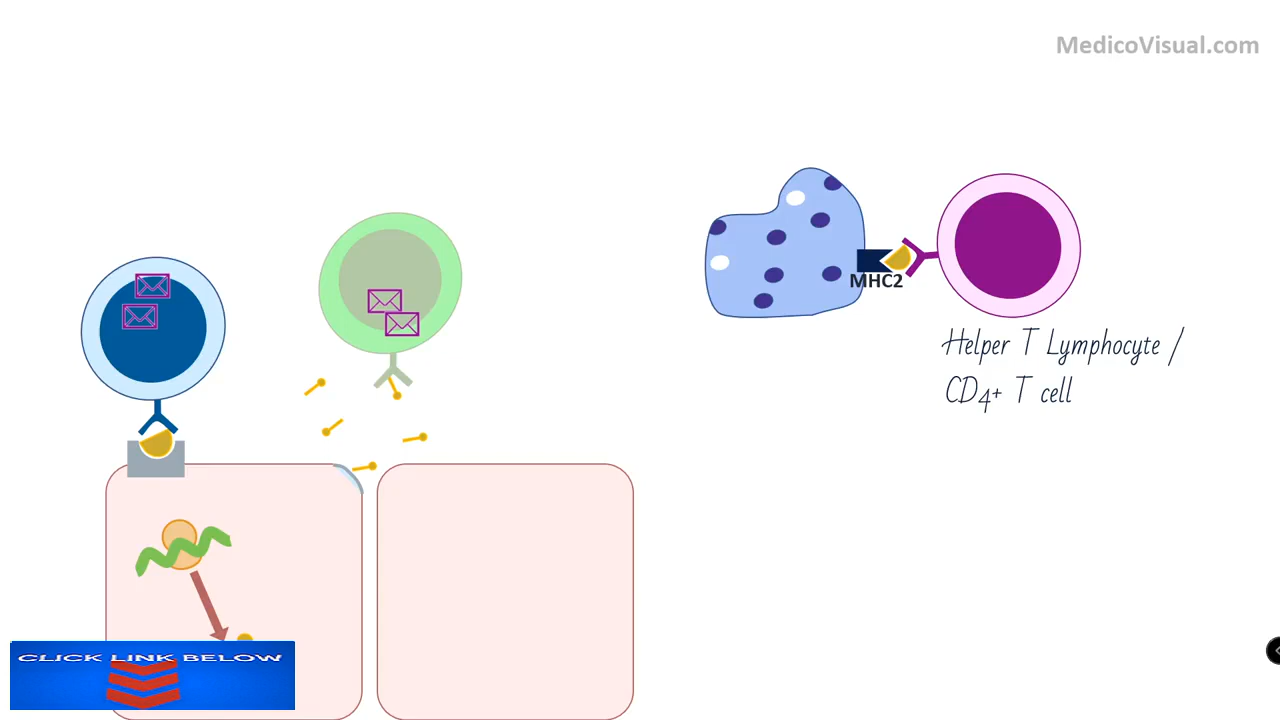 MedicoVisual.com
MHC2
Helper T Lymphocyte /
CD4+ T cell
CLICK LINK BELOW